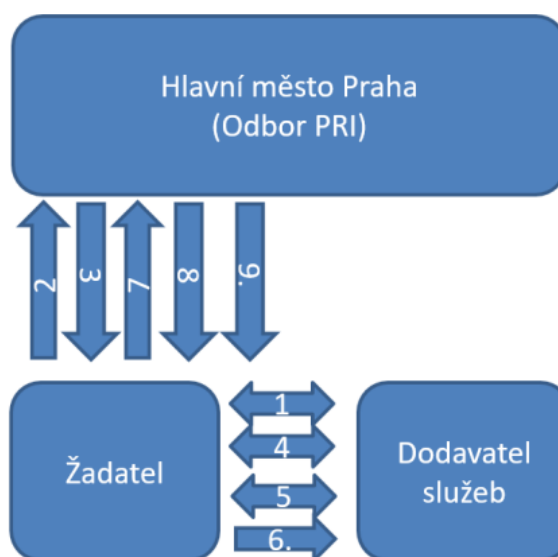 Hlavní město Praha
(Odbor PRI)
2
3
7
8
9.
1
4
5
6.
Žadatel
Dodavatel
služeb